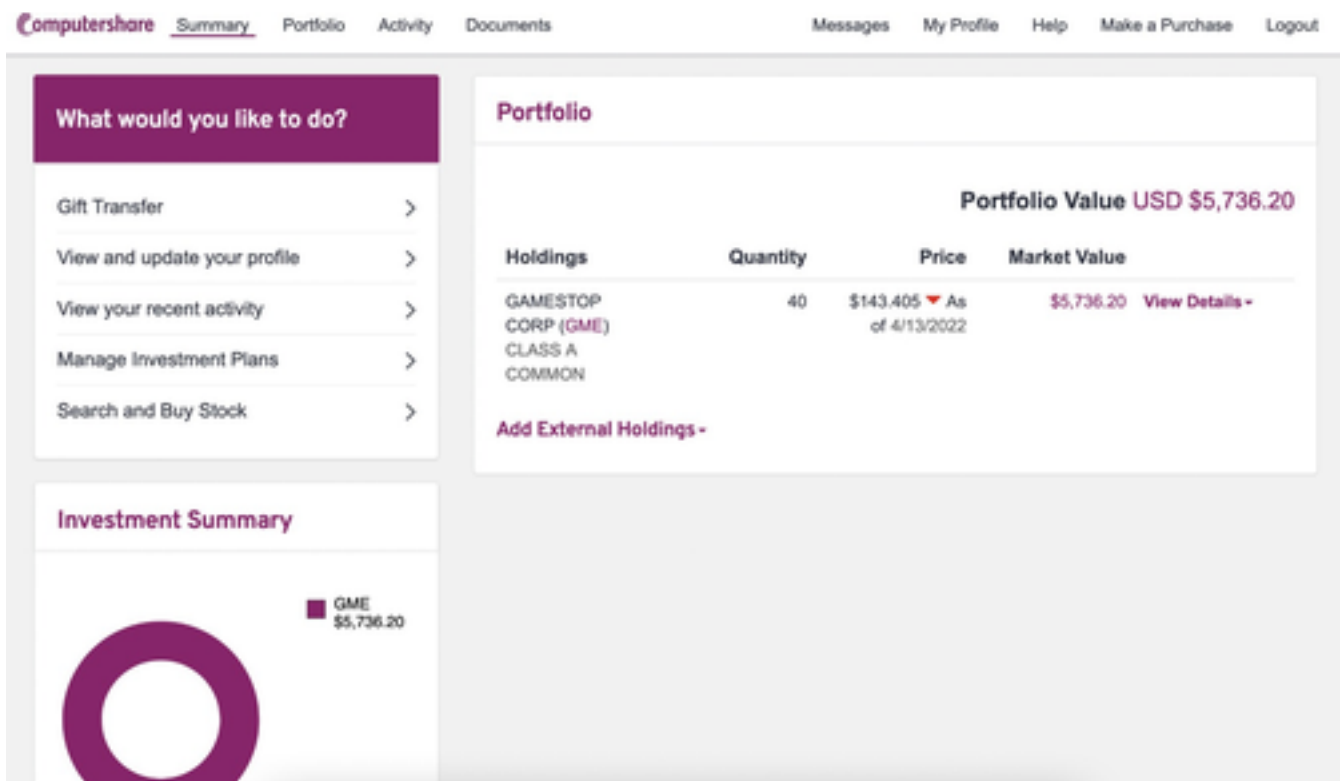 Computershare Summary Portfolio Activity Documents Messages My Profile Help Make a Purchase Logout
What would you like to do?
Gift Transfer
View and update your profile
View your recent activity
Manage Investment Plans
Search and Buy Stock
Portfolio
Portfolio Value USD $5,736.20
Holdings Quantity Price Market Value
GAMESTOP 40 $143.405 ▼ As $5,736.20 View Details
CORP (GME) of 4/13/2022
CLASS A
COMMON
Add External Holdings
Investment Summary
GME
$5,736.20